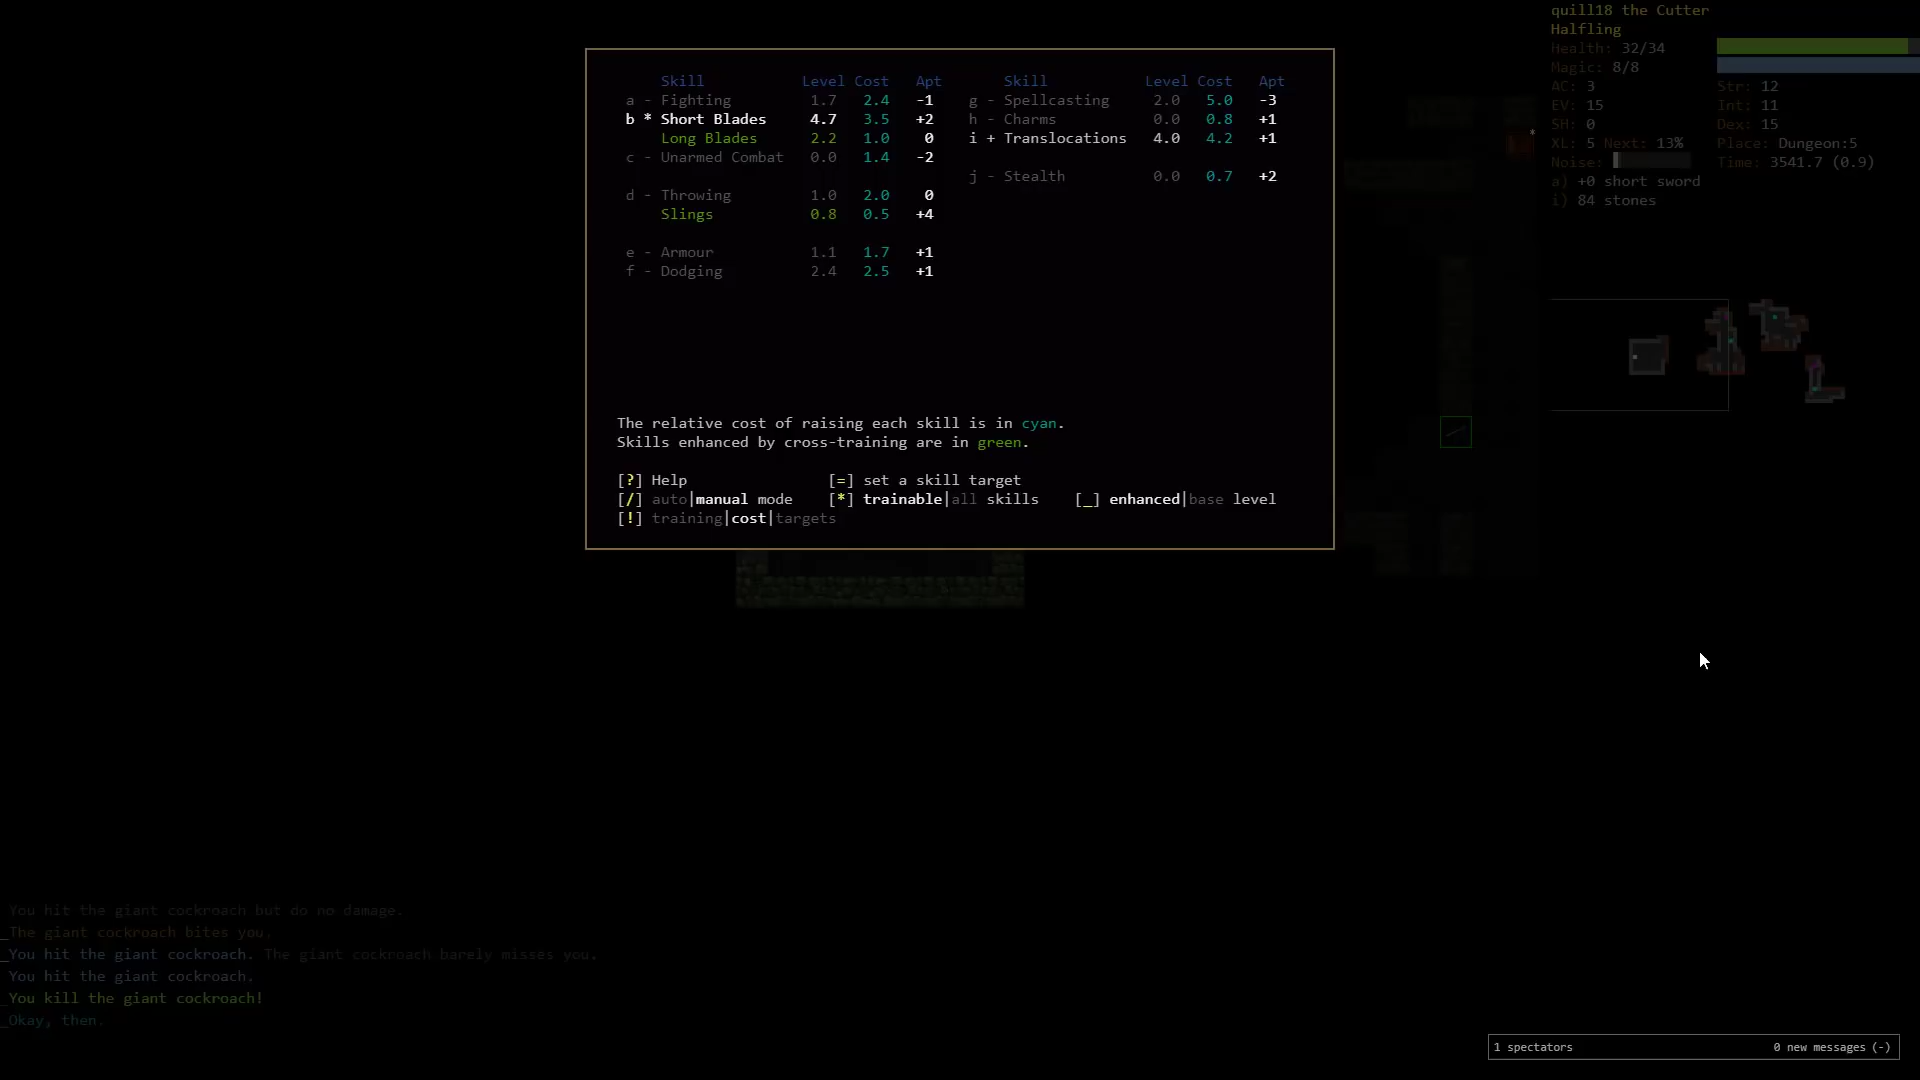 quill18 the Cutter
Halfling
Health: 32/34
Magic: 8/8
AC: 3 Str: 12
EV: 15 Int: 11
SH: 0 Dex: 15
XL: 5 Next: 13% Place: Dungeon:5
Noise: Time: 3541.7 (0.9)
a) +0 short sword
i) 84 stones
Skill Level Cost Apt Skill Level Cost Apt
a - Fighting 1.7 2.4 -1 g - Spellcasting 2.0 5.0 -3
b * Short Blades 4.7 3.5 +2 h - Charms 0.0 0.8 +1
Long Blades 2.2 1.0 0 i + Translocations 4.0 4.2 +1
c - Unarmed Combat 0.0 1.4 -2
j - Stealth 0.0 0.7 +2
d - Throwing 1.0 2.0 0
Slings 0.8 0.5 +4
e - Armour 1.1 1.7 +1
f - Dodging 2.4 2.5 +1
The relative cost of raising each skill is in cyan.
Skills enhanced by cross-training are in green.
[?] Help [=] set a skill target
[/] auto|manual mode [*] trainable|all skills [_] enhanced|base level
[!] training|cost|targets
You hit the giant cockroach but do no damage.
_The giant cockroach bites you.
_You hit the giant cockroach. The giant cockroach barely misses you.
You hit the giant cockroach.
_You kill the giant cockroach!
_Okay, then.
1 spectators 0 new messages (-)